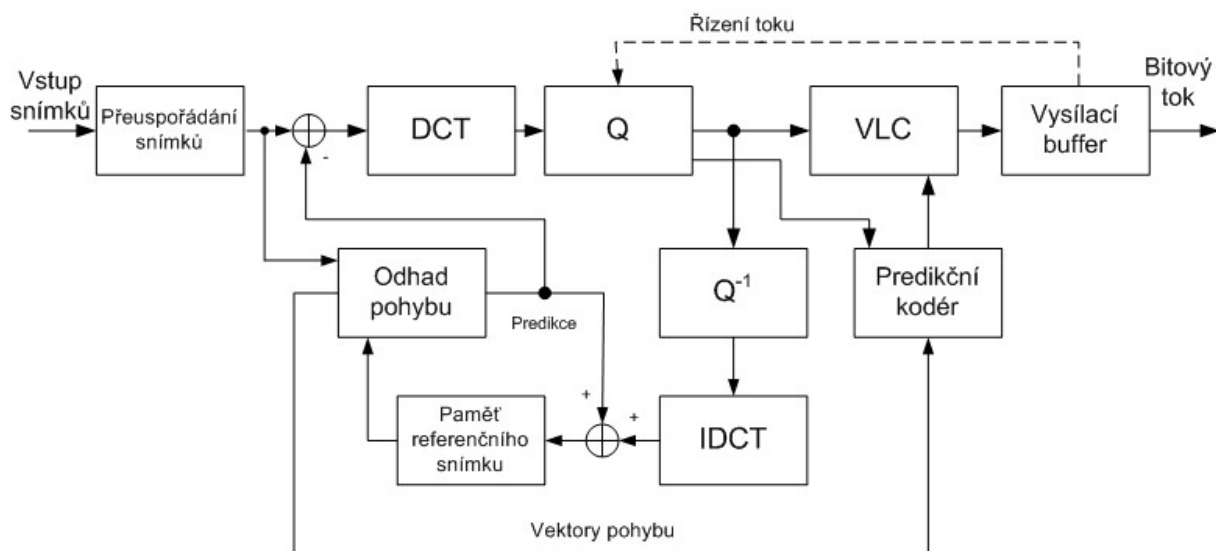 Řízení toku
Vstup
snímků
Přeuspořádání
snímků
-
DCT
Q
VLC
Vysílací
buffer
Bitový
tok
Odhad
pohybu
Predikce
Q⁻¹
Predikční
kodér
+
+
Paměť
referenčního
snímku
IDCT
Vektory pohybu